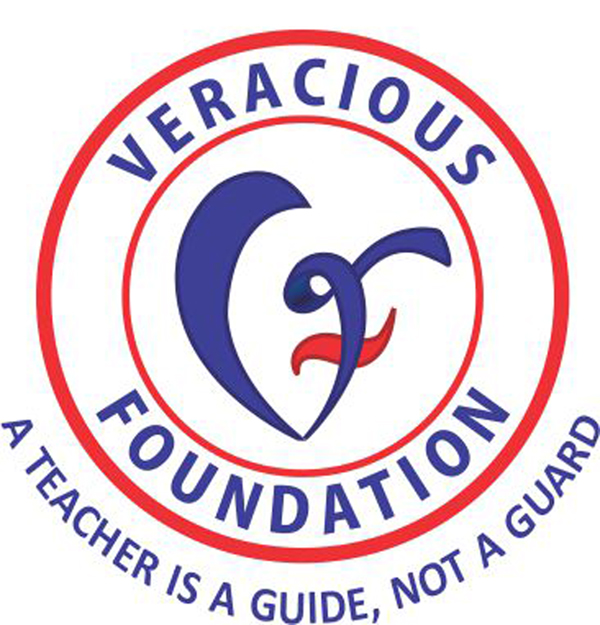 VERACIOUS
FOUNDATION
A TEACHER IS A GUIDE, NOT A GUARD